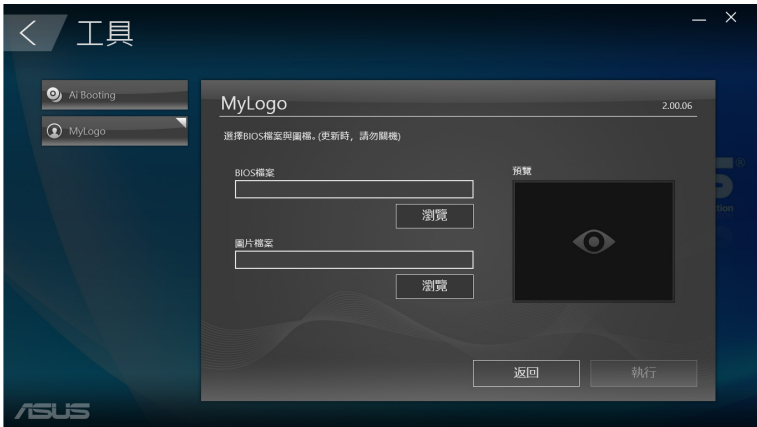 工具
Ai Booting
MyLogo
MyLogo
2.00.06
選擇BIOS檔案與圖檔。(更新時，請勿關機)
BIOS檔案
瀏覽
圖片檔案
瀏覽
預覽
返回
執行
ASUS
5®
tion